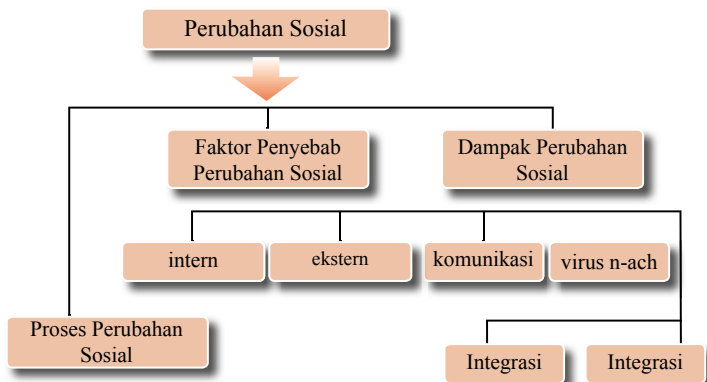 Perubahan Sosial
Faktor Penyebab
Perubahan Sosial
Dampak Perubahan
Sosial
intern
ekstern
komunikasi
virus n-ach
Proses Perubahan
Sosial
Integrasi
Integrasi